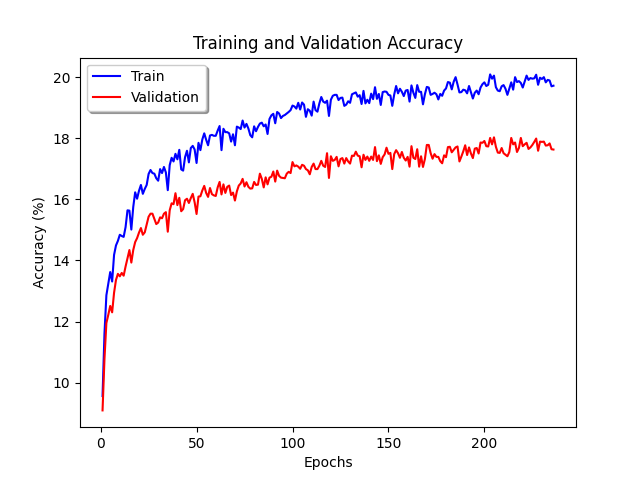 Training and Validation Accuracy
Train
Validation
Accuracy (%)
20
18
16
14
12
10
0
50
100
150
200
Epochs